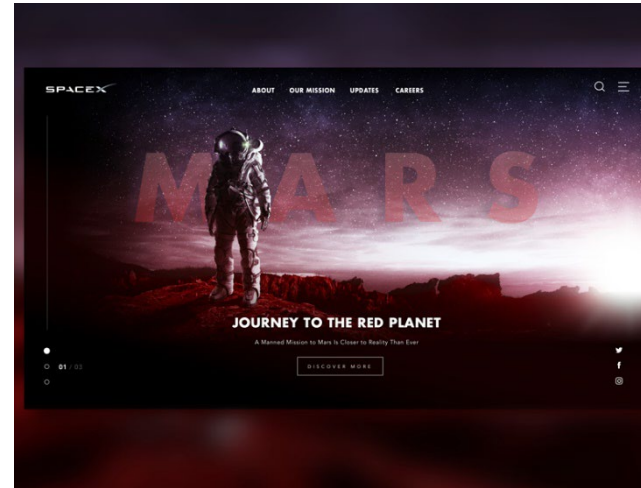 SPACEX
ABOUT OUR MISSION UPDATES CAREERS
MARS
JOURNEY TO THE RED PLANET
A Manned Mission to Mars Is Closer to Reality Than Ever
DISCOVER MORE
01 / 03